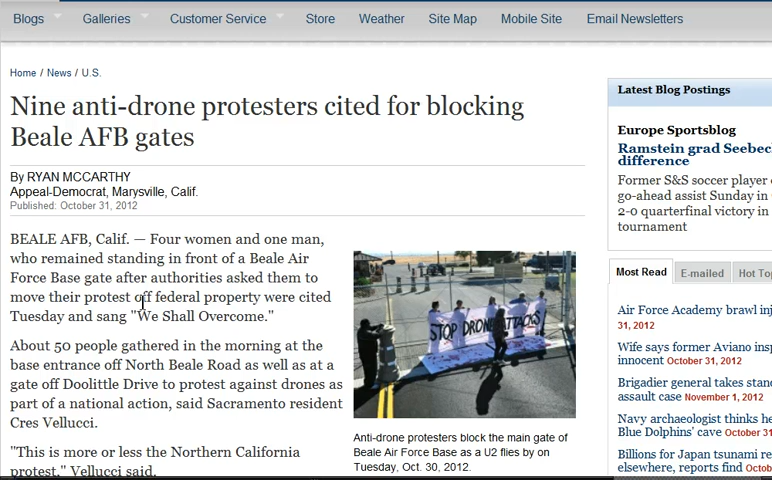 Blogs Galleries Customer Service Store Weather Site Map Mobile Site Email Newsletters
Home / News / U.S.
Nine anti-drone protesters cited for blocking
Beale AFB gates
By RYAN MCCARTHY
Appeal-Democrat, Marysville, Calif.
Published: October 31, 2012
BEALE AFB, Calif. — Four women and one man,
who remained standing in front of a Beale Air
Force Base gate after authorities asked them to
move their protest off federal property were cited
Tuesday and sang "We Shall Overcome."
About 50 people gathered in the morning at the
base entrance off North Beale Road as well as at a
gate off Doolittle Drive to protest against drones as
part of a national action, said Sacramento resident
Cres Vellucci.
"This is more or less the Northern California
protest," Vellucci said.
STOP DRONE ATTACKS!
Anti-drone protesters block the main gate of
Beale Air Force Base as a U2 flies by on
Tuesday, Oct. 30, 2012.
Latest Blog Postings
Europe Sportsblog
Ramstein grad Seebec
difference
Former S&S soccer player
go-ahead assist Sunday in
2-0 quarterfinal victory in
tournament
Most Read E-mailed Hot Top
Air Force Academy brawl inj
31, 2012
Wife says former Aviano insp
innocent October 31, 2012
Brigadier general takes stand
assault case November 1, 2012
Navy archaeologist thinks he
Blue Dolphins' cave October 31
Billions for Japan tsunami re
elsewhere, reports find Octob